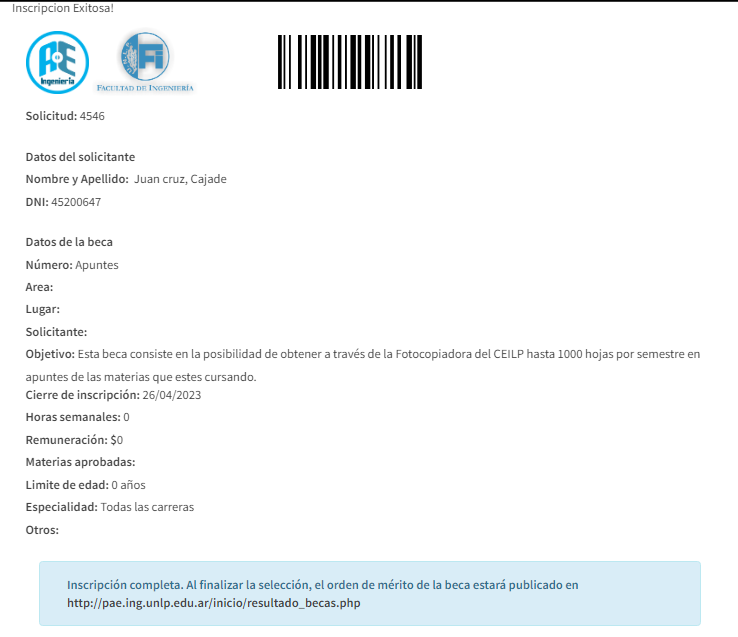 Inscripcion Exitosa!
Ingeniería
Fi
FACULTAD DE INGENIERÍA
Solicitud: 4546
Datos del solicitante
Nombre y Apellido: Juan cruz, Cajade
DNI: 45200647
Datos de la beca
Número: Apuntes
Area:
Lugar:
Solicitante:
Objetivo: Esta beca consiste en la posibilidad de obtener a través de la Fotocopiadora del CEILP hasta 1000 hojas por semestre en
apuntes de las materias que estes cursando.
Cierre de inscripción: 26/04/2023
Horas semanales: 0
Remuneración: $0
Materias aprobadas:
Limite de edad: 0 años
Especialidad: Todas las carreras
Otros:
Inscripción completa. Al finalizar la selección, el orden de mérito de la beca estará publicado en
http://pae.ing.unlp.edu.ar/inicio/resultado_becas.php